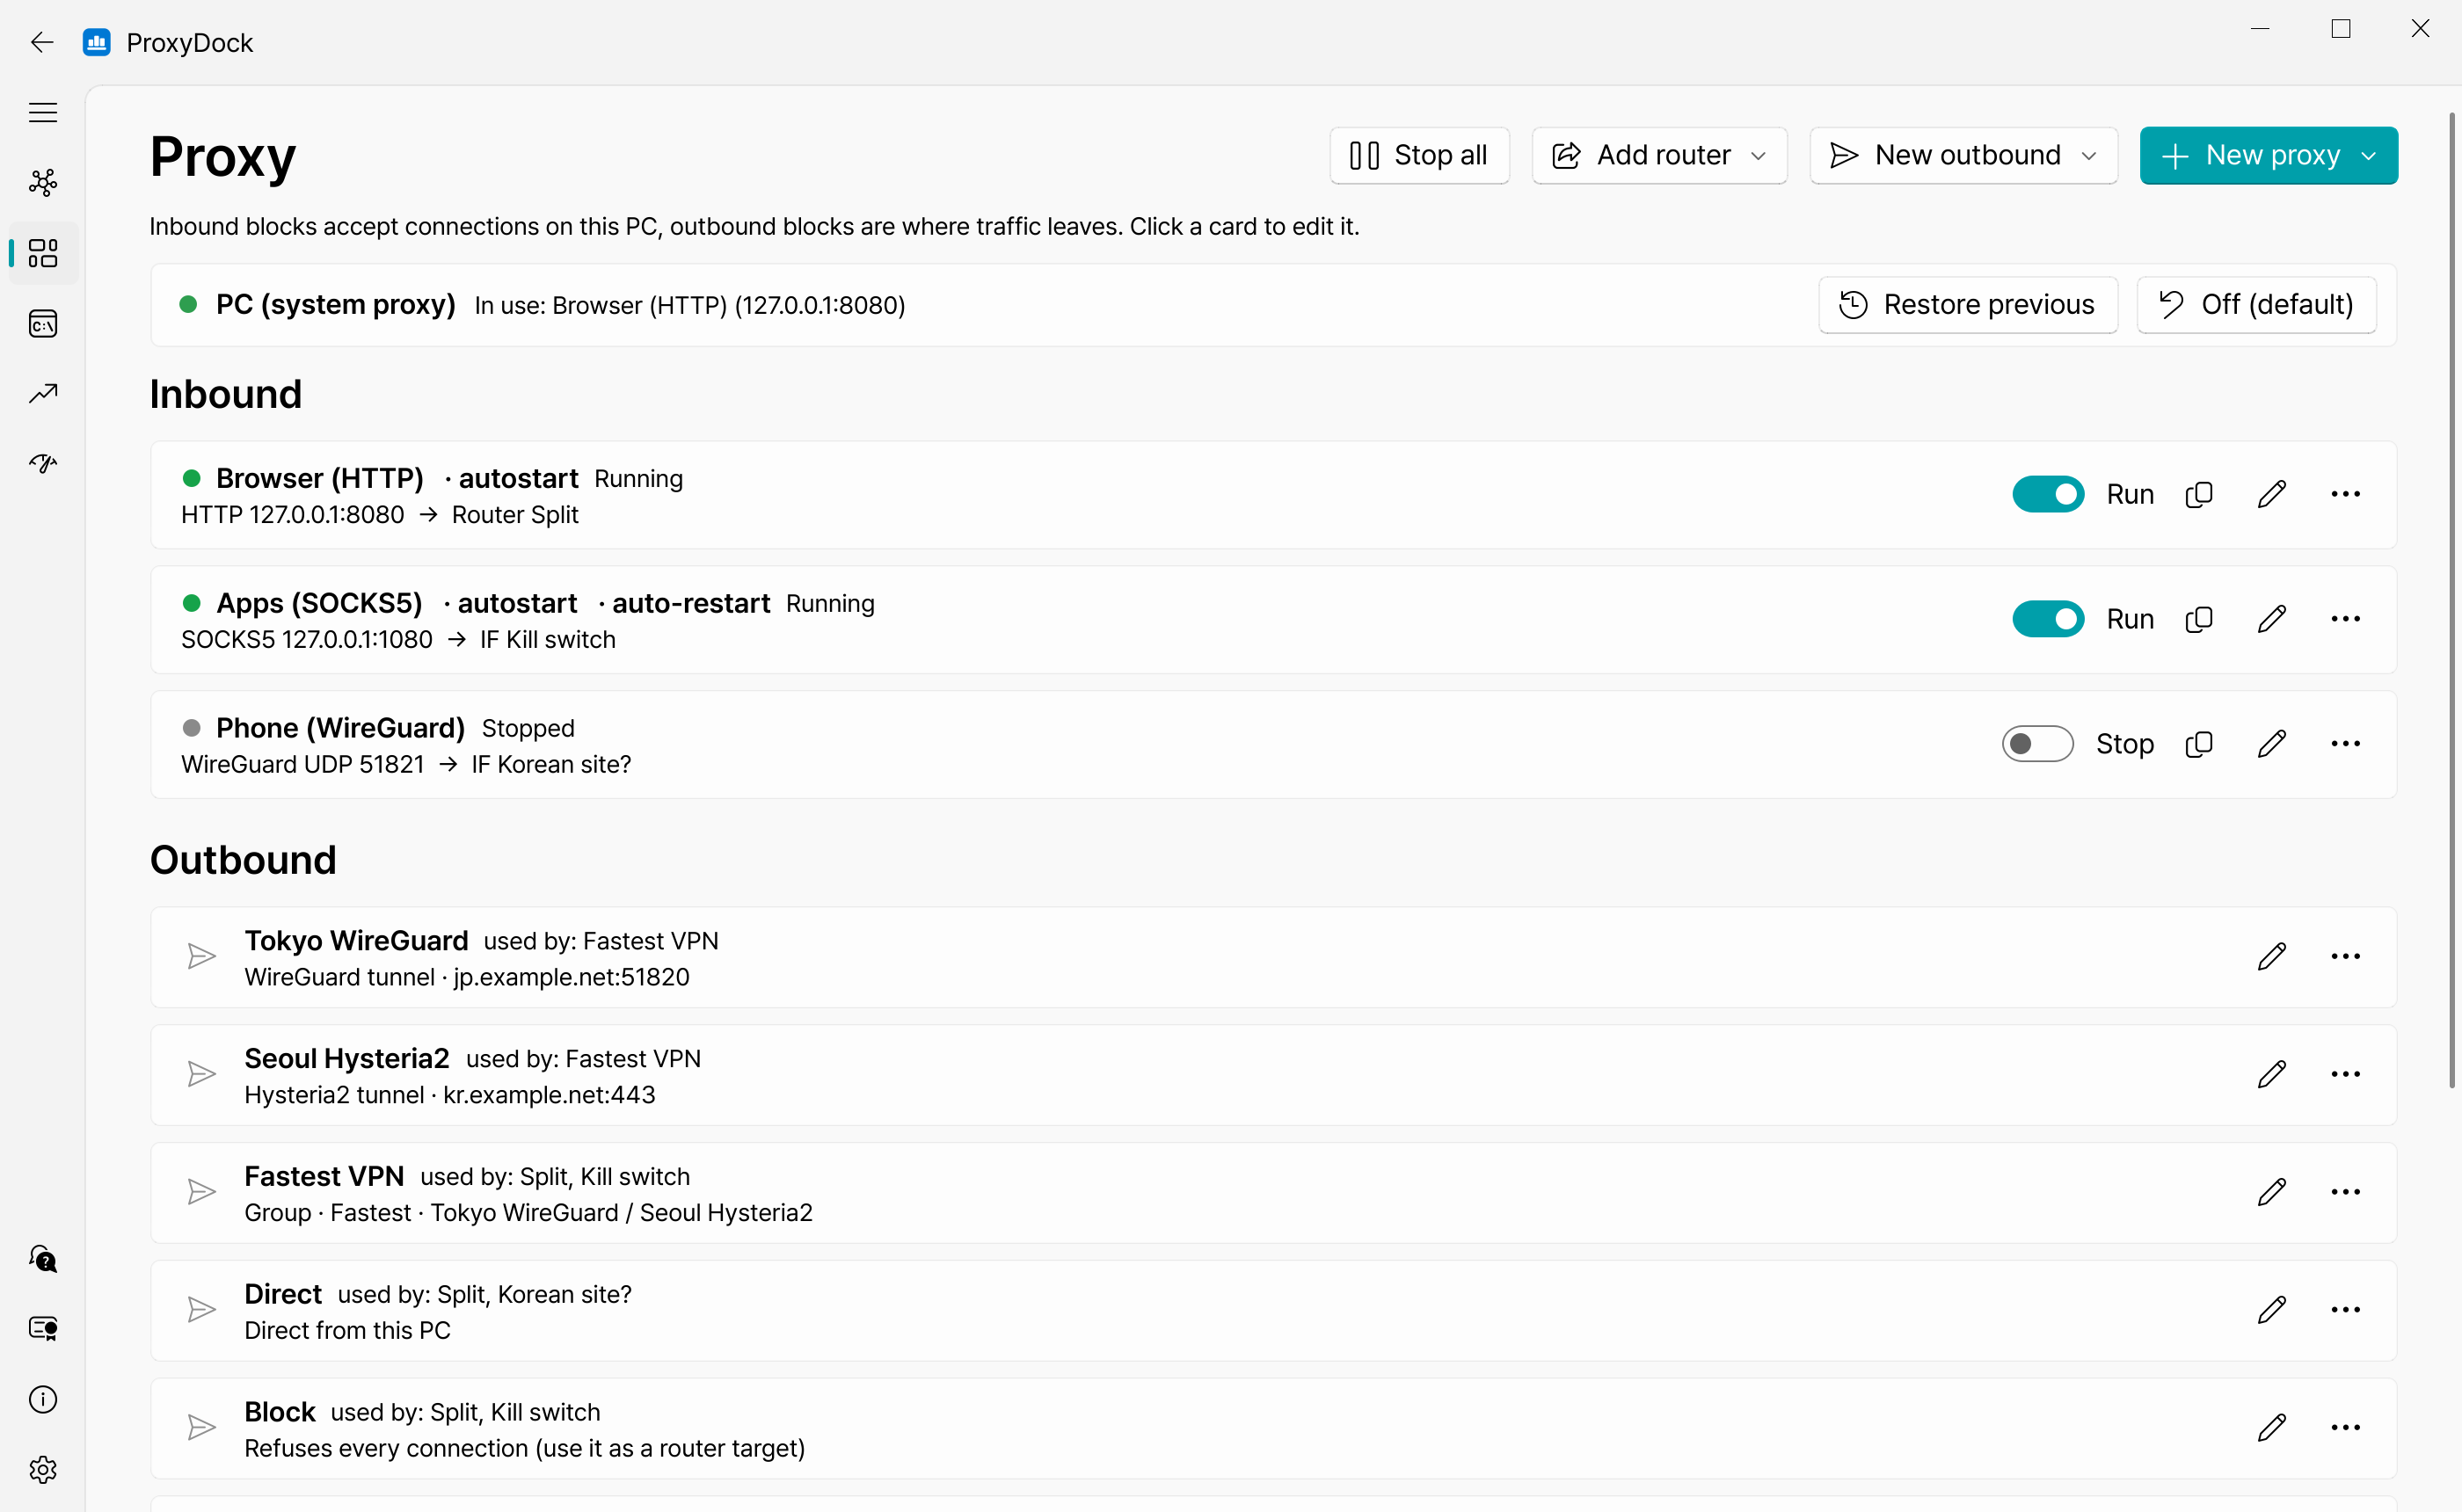 ProxyDock
Proxy
Stop all
Add router
New outbound
New proxy
Inbound blocks accept connections on this PC, outbound blocks are where traffic leaves. Click a card to edit it.
PC (system proxy) In use: Browser (HTTP) (127.0.0.1:8080)
Restore previous
Off (default)
Inbound
Browser (HTTP) · autostart Running
HTTP 127.0.0.1:8080 → Router Split
Run
Apps (SOCKS5) · autostart · auto-restart Running
SOCKS5 127.0.0.1:1080 → IF Kill switch
Run
Phone (WireGuard) Stopped
WireGuard UDP 51821 → IF Korean site?
Stop
Outbound
Tokyo WireGuard used by: Fastest VPN
WireGuard tunnel · jp.example.net:51820
Seoul Hysteria2 used by: Fastest VPN
Hysteria2 tunnel · kr.example.net:443
Fastest VPN used by: Split, Kill switch
Group · Fastest · Tokyo WireGuard / Seoul Hysteria2
Direct used by: Split, Korean site?
Direct from this PC
Block used by: Split, Kill switch
Refuses every connection (use it as a router target)